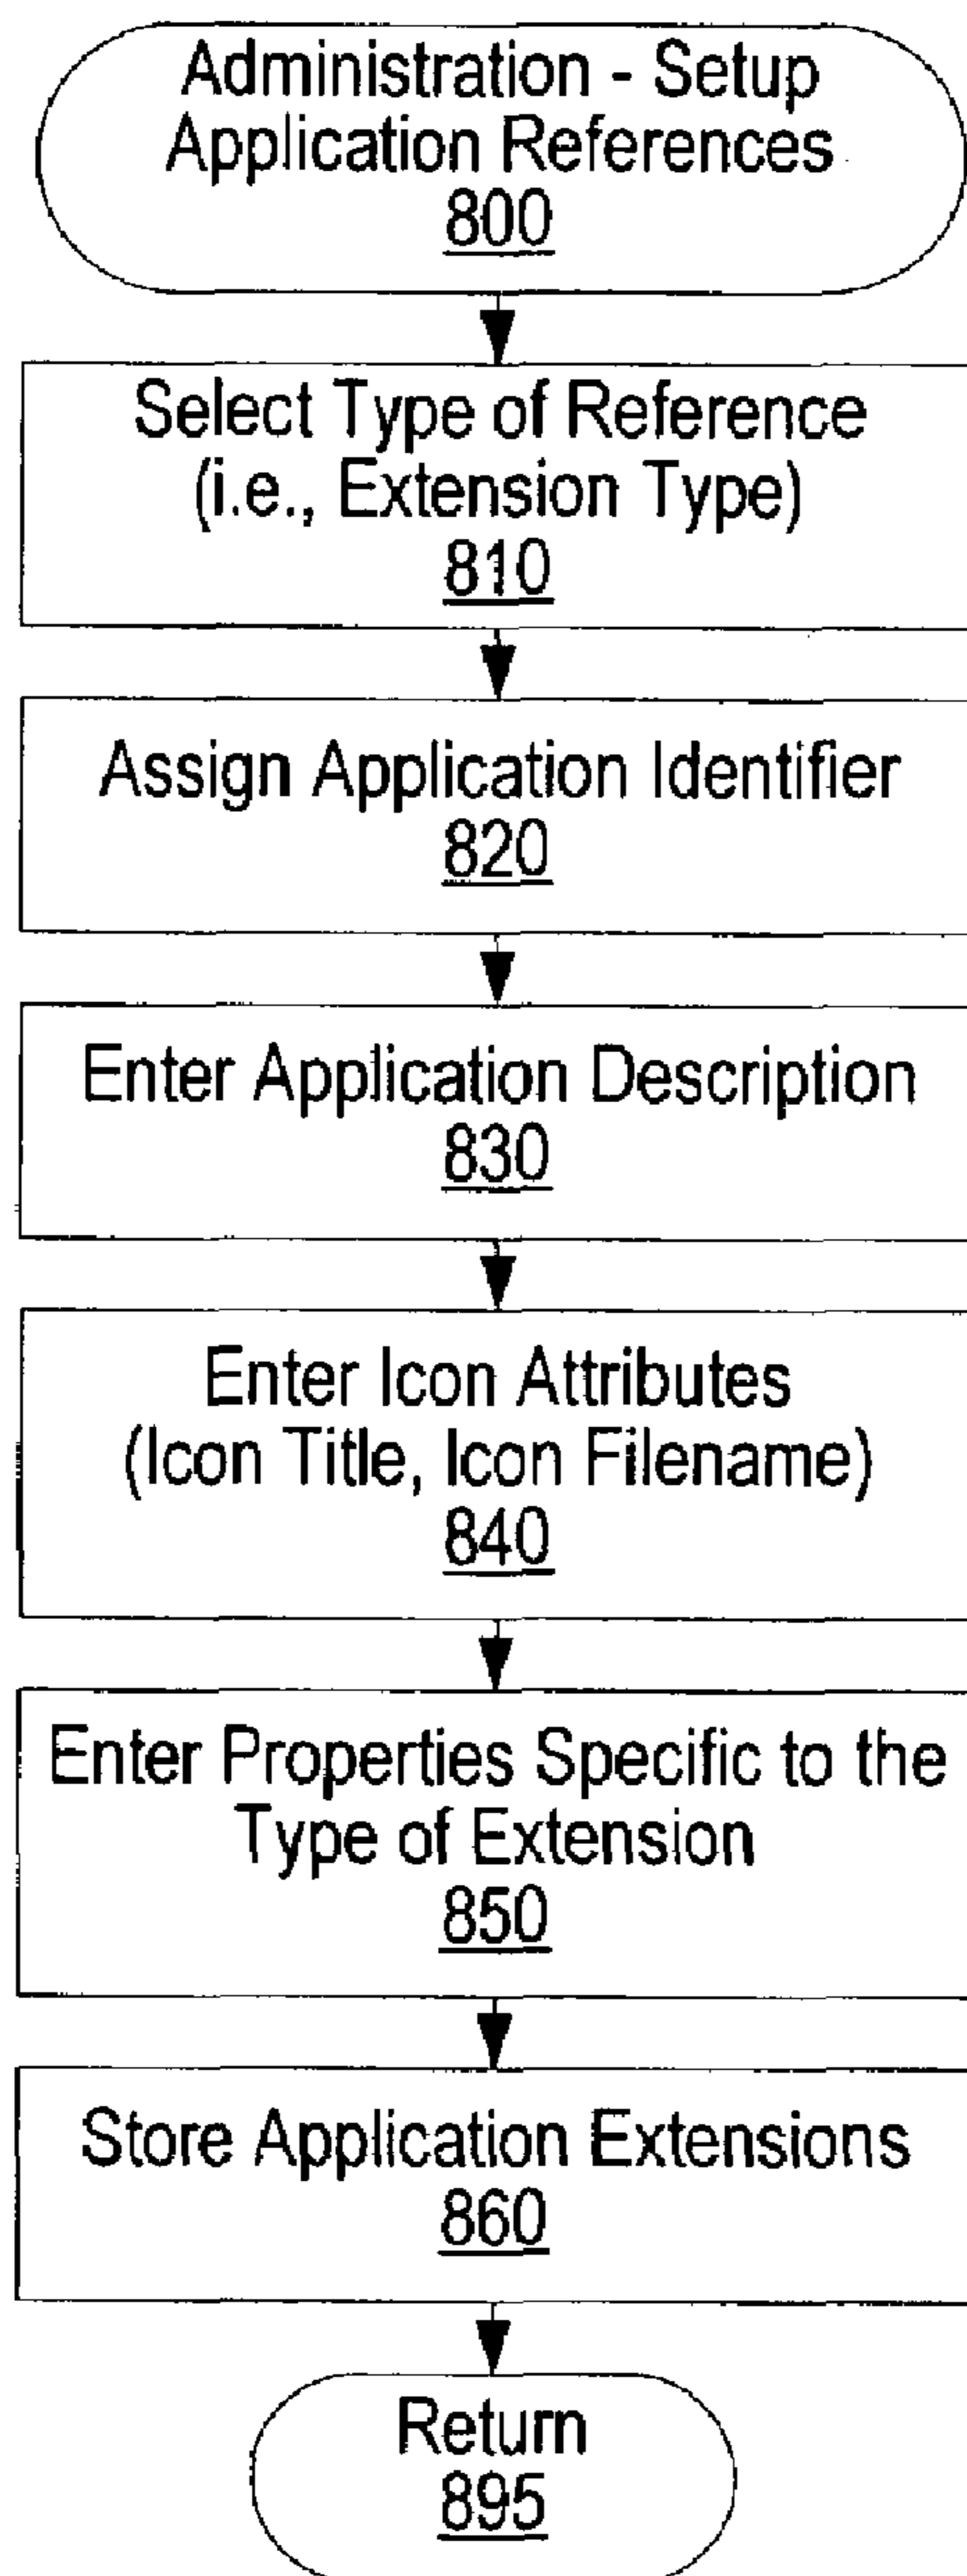 Administration - Setup
Application References
800
Select Type of Reference
(i.e., Extension Type)
810
Assign Application Identifier
820
Enter Application Description
830
Enter Icon Attributes
(Icon Title, Icon Filename)
840
Enter Properties Specific to the
Type of Extension
850
Store Application Extensions
860
Return
895